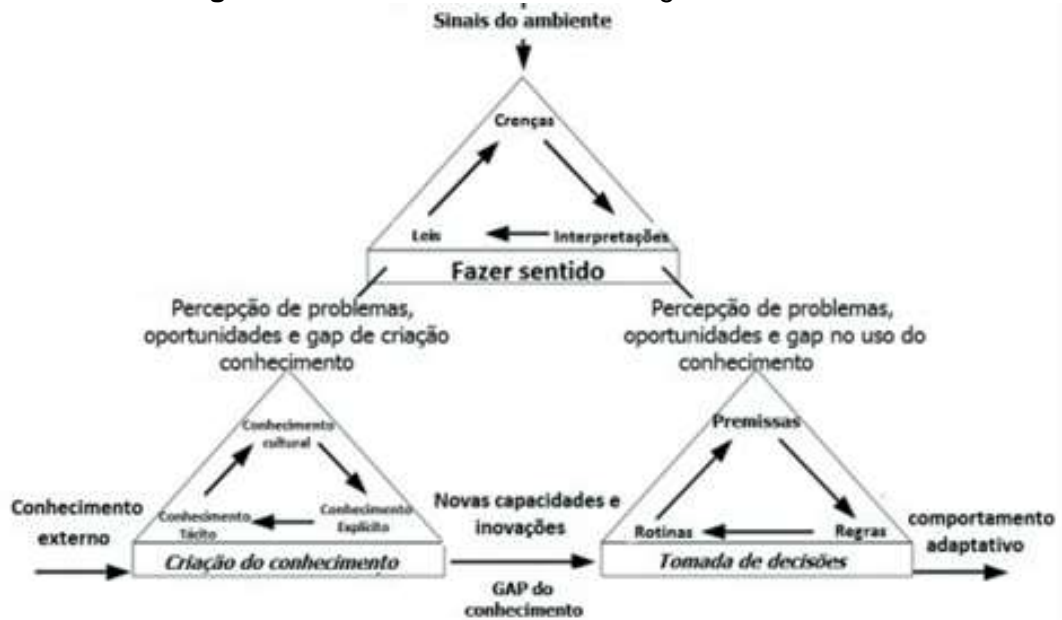 Sinais do ambiente
Crenças
Leis
Interpretações
Fazer sentido
Percepção de problemas,
oportunidades e gap de criação
conhecimento
Percepção de problemas,
oportunidades e gap no uso do
conhecimento
Conhecimento
cultural
Conhecimento
Tácito
Conhecimento
Explícito
Conhecimento
externo
Criação do conhecimento
Novas capacidades e
inovações
GAP do
conhecimento
Premissas
Rotinas
Regras
Tomada de decisões
comportamento
adaptativo